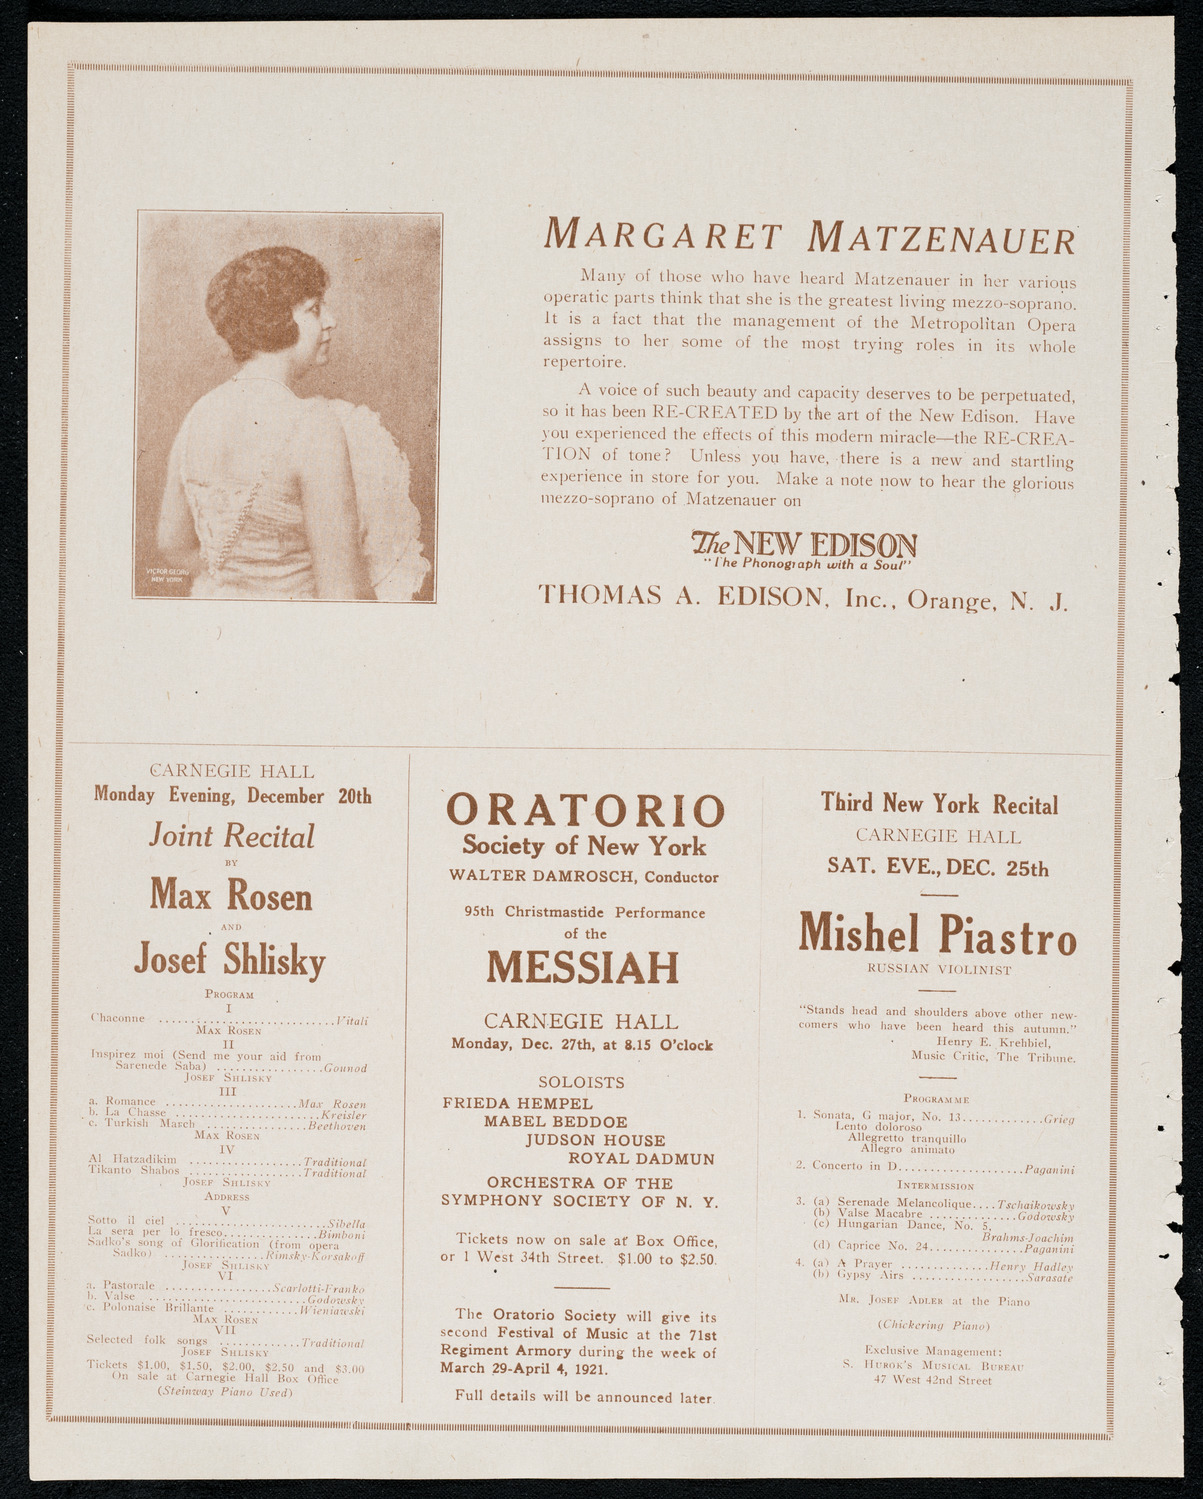 MARGARET MATZENAUER
Many of those who have heard Matzenauer in her various
operatic parts think that she is the greatest living mezzo-soprano.
It is a fact that the management of the Metropolitan Opera
assigns to her some of the most trying roles in its whole
repertoire.
A voice of such beauty and capacity deserves to be perpetuated,
so it has been RE-CREATED by the art of the New Edison. Have
you experienced the effects of this modern miracle—the RE-CREA-
TION of tone? Unless you have, there is a new and startling
experience in store for you. Make a note now to hear the glorious
mezzo-soprano of Matzenauer on
The NEW EDISON
"The Phonograph with a Soul"
THOMAS A. EDISON, Inc., Orange, N. J.
VICTOR GEORG
NEW YORK
CARNEGIE HALL
Monday Evening, December 20th
Joint Recital
BY
Max Rosen
AND
Josef Shlisky
PROGRAM
I
Chaconne ..........................Vitali
MAX ROSEN
II
Inspirez moi (Send me your aid from
Sarenede Saba) ................Gounod
JOSEF SHLISKY
III
a. Romance ....................Max Rosen
b. La Chasse ......................Kreisler
c. Turkish March ...............Beethoven
MAX ROSEN
IV
Al Hatzadikim .................Traditional
Tikanto Shabos .................Traditional
JOSEF SHLISKY
ADDRESS
V
Sotto il ciel .......................Sibella
La sera per lo fresco..............Bimboni
Sadko's song of Glorification (from opera
Sadko) ...............Rimsky-Korsakoff
JOSEF SHLISKY
VI
a. Pastorale ................Scarlotti-Franko
b. Valse ........................Godowsky
c. Polonaise Brillante ...........Wieniawski
MAX ROSEN
VII
Selected folk songs ............Traditional
JOSEF SHLISKY
Tickets $1.00, $1.50, $2.00, $2.50 and $3.00
On sale at Carnegie Hall Box Office
(Steinway Piano Used)
ORATORIO
Society of New York
WALTER DAMROSCH, Conductor
95th Christmastide Performance
of the
MESSIAH
CARNEGIE HALL
Monday, Dec. 27th, at 8.15 O'clock
SOLOISTS
FRIEDA HEMPEL
MABEL BEDDOE
JUDSON HOUSE
ROYAL DADMUN
ORCHESTRA OF THE
SYMPHONY SOCIETY OF N. Y.
Tickets now on sale at Box Office,
or 1 West 34th Street. $1.00 to $2.50.
The Oratorio Society will give its
second Festival of Music at the 71st
Regiment Armory during the week of
March 29-April 4, 1921.
Full details will be announced later.
Third New York Recital
CARNEGIE HALL
SAT. EVE., DEC. 25th
Mishel Piastro
RUSSIAN VIOLINIST
"Stands head and shoulders above other new-
comers who have been heard this autumn."
Henry E. Krehbiel,
Music Critic, The Tribune.
PROGRAMME
1. Sonata, G major, No. 13.............Grieg
Lento doloroso
Allegretto tranquillo
Allegro animato
2. Concerto in D....................Paganini
INTERMISSION
3. (a) Serenade Melancolique....Tschaikowsky
(b) Valse Macabre ..............Godowsky
(c) Hungarian Dance, No. 5,
Brahms-Joachim
(d) Caprice No. 24...............Paganini
4. (a) A Prayer ..............Henry Hadley
(b) Gypsy Airs ..................Sarasate
MR. JOSEF ADLER at the Piano
(Chickering Piano)
Exclusive Management:
S. HUROK'S MUSICAL BUREAU
47 West 42nd Street